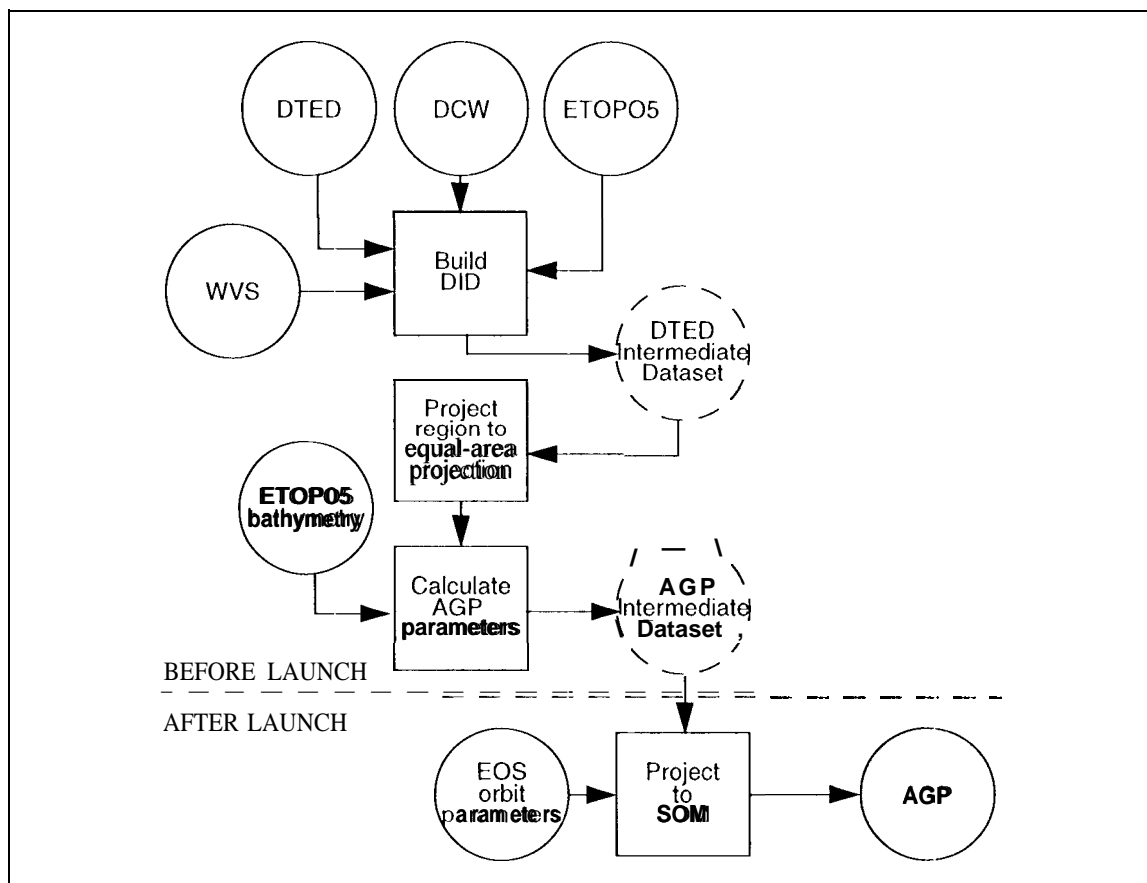 DTED
DCW
ETOPO5
WVS
Build
DID
DTED
Intermediate
Dataset
Project
region to
equal-area
projection
ETOPO5
bathymetry
Calculate
AGP
parameters
AGP
Intermediate
Dataset
BEFORE LAUNCH
AFTER LAUNCH
EOS
orbit
parameters
Project
to
SOM
AGP